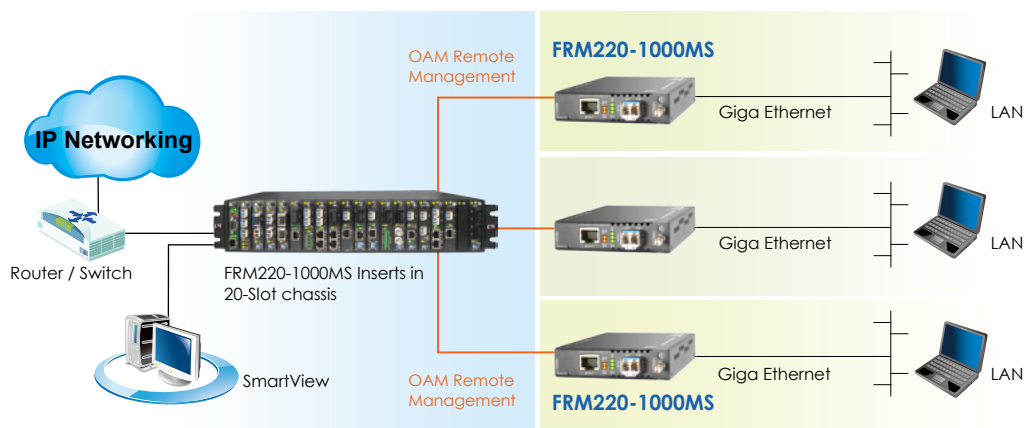 OAM Remote
Management
FRM220-1000MS
Giga Ethernet
LAN
IP Networking
Router / Switch
FRM220-1000MS Inserts in
20-Slot chassis
Giga Ethernet
LAN
SmartView
OAM Remote
Management
Giga Ethernet
LAN
FRM220-1000MS